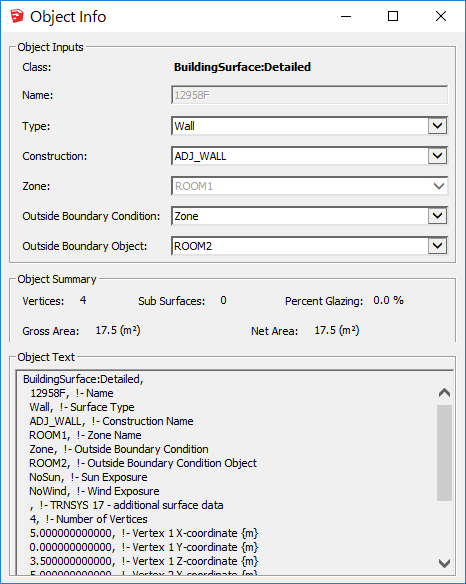 Object Info
Object Inputs
Class: BuildingSurface:Detailed
Name: 12958F
Type: Wall
Construction: ADJ_WALL
Zone: ROOM1
Outside Boundary Condition: Zone
Outside Boundary Object: ROOM2
Object Summary
Vertices: 4 Sub Surfaces: 0 Percent Glazing: 0.0 %
Gross Area: 17.5 (m²) Net Area: 17.5 (m²)
Object Text
BuildingSurface:Detailed,
12958F, !- Name
Wall, !- Surface Type
ADJ_WALL, !- Construction Name
ROOM1, !- Zone Name
Zone, !- Outside Boundary Condition
ROOM2, !- Outside Boundary Condition Object
NoSun, !- Sun Exposure
NoWind, !- Wind Exposure
, !- TRNSYS 17 - additional surface data
4, !- Number of Vertices
5.000000000000, !- Vertex 1 X-coordinate {m}
0.000000000000, !- Vertex 1 Y-coordinate {m}
3.500000000000, !- Vertex 1 Z-coordinate {m}